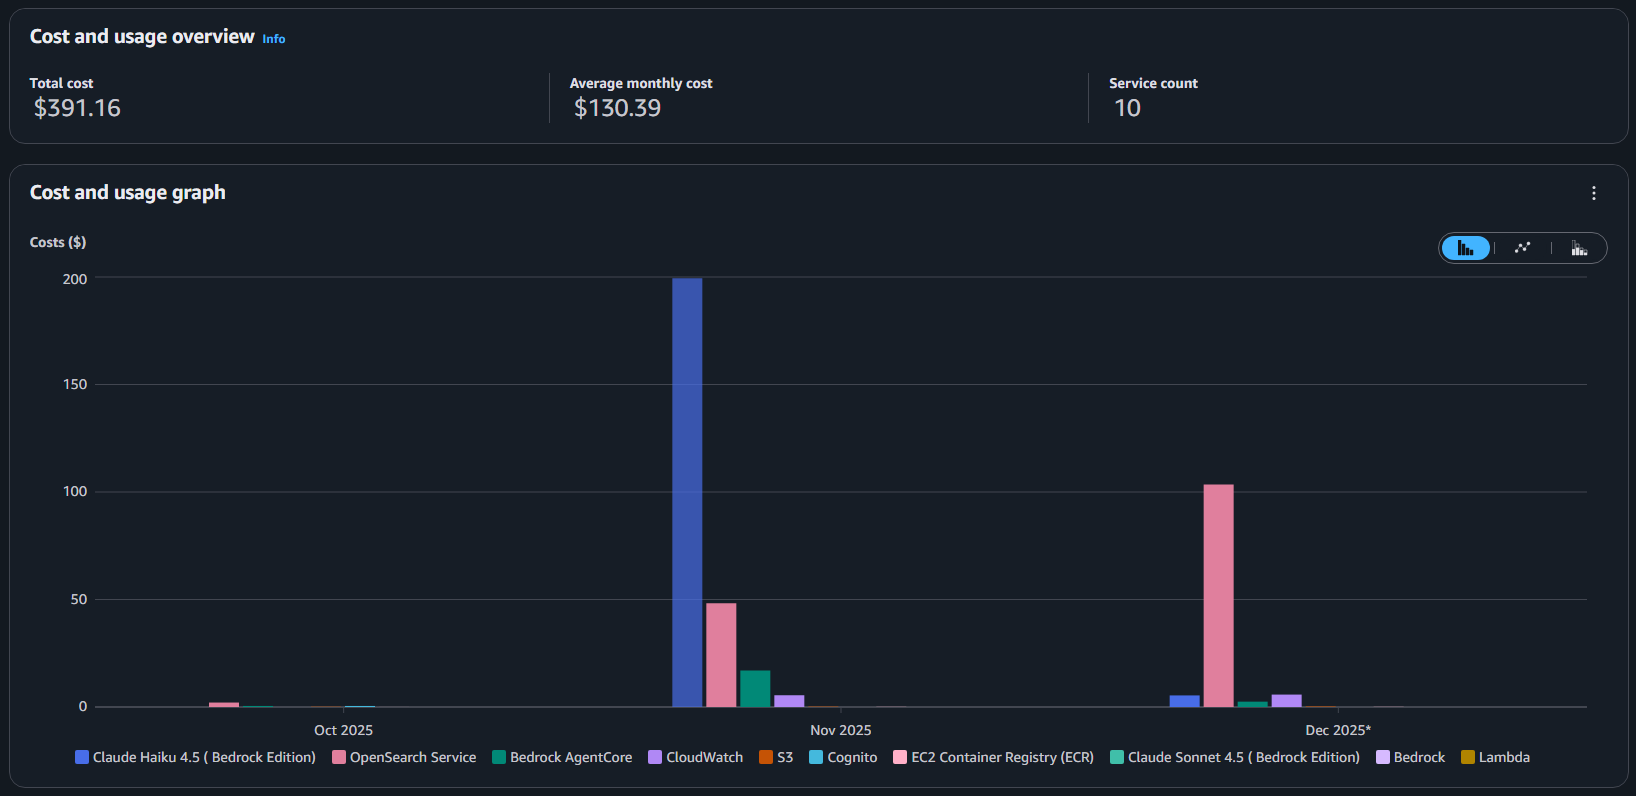 Cost and usage overview Info
Total cost
$391.16
Average monthly cost
$130.39
Service count
10
Cost and usage graph
Costs ($)
200
150
100
50
0
Oct 2025
Nov 2025
Dec 2025*
Claude Haiku 4.5 ( Bedrock Edition) OpenSearch Service Bedrock AgentCore CloudWatch S3 Cognito EC2 Container Registry (ECR) Claude Sonnet 4.5 ( Bedrock Edition) Bedrock Lambda